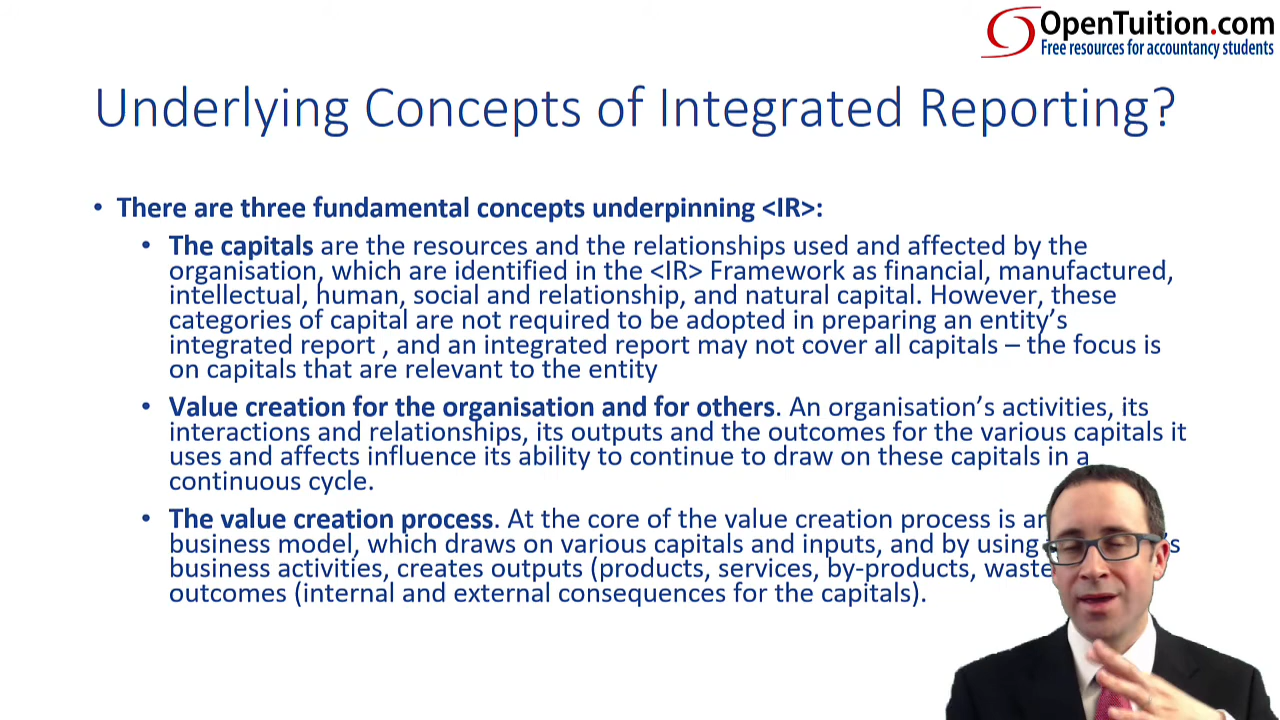 OpenTuition.com
Free resources for accountancy students
Underlying Concepts of Integrated Reporting?
• There are three fundamental concepts underpinning <IR>:
• The capitals are the resources and the relationships used and affected by the
organisation, which are identified in the <IR> Framework as financial, manufactured,
intellectual, human, social and relationship, and natural capital. However, these
categories of capital are not required to be adopted in preparing an entity’s
integrated report , and an integrated report may not cover all capitals – the focus is
on capitals that are relevant to the entity
• Value creation for the organisation and for others. An organisation’s activities, its
interactions and relationships, its outputs and the outcomes for the various capitals it
uses and affects influence its ability to continue to draw on these capitals in a
continuous cycle.
• The value creation process. At the core of the value creation process is
business model, which draws on various capitals and inputs, and by using
business activities, creates outputs (products, services, by-products, waste
outcomes (internal and external consequences for the capitals).